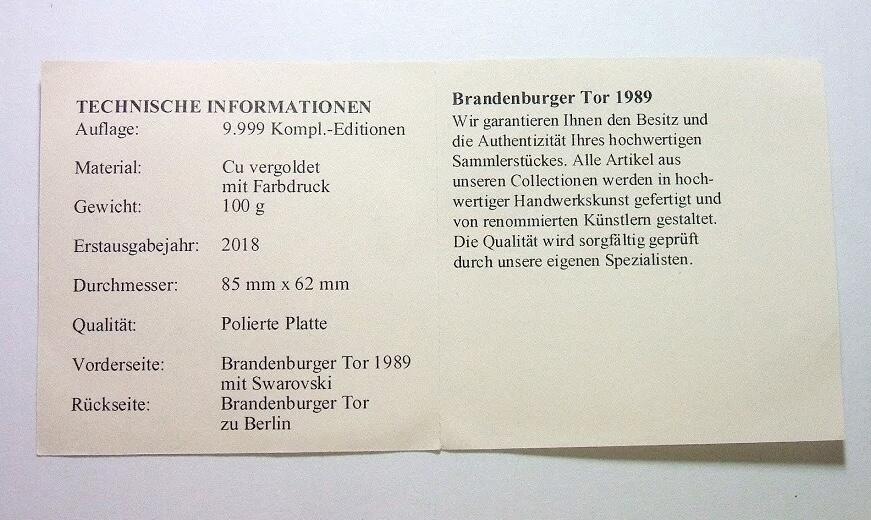 TECHNISCHE INFORMATIONEN
Auflage: 9.999 Kompl.-Editionen
Material: Cu vergoldet
mit Farbdruck
Gewicht: 100 g
Erstausgabejahr: 2018
Durchmesser: 85 mm x 62 mm
Qualität: Polierte Platte
Vorderseite: Brandenburger Tor 1989
mit Swarovski
Rückseite: Brandenburger Tor
zu Berlin
Brandenburger Tor 1989
Wir garantieren Ihnen den Besitz und
die Authentizität Ihres hochwertigen
Sammlerstückes. Alle Artikel aus
unseren Collectionen werden in hoch-
wertiger Handwerkskunst gefertigt und
von renommierten Künstlern gestaltet.
Die Qualität wird sorgfältig geprüft
durch unsere eigenen Spezialisten.